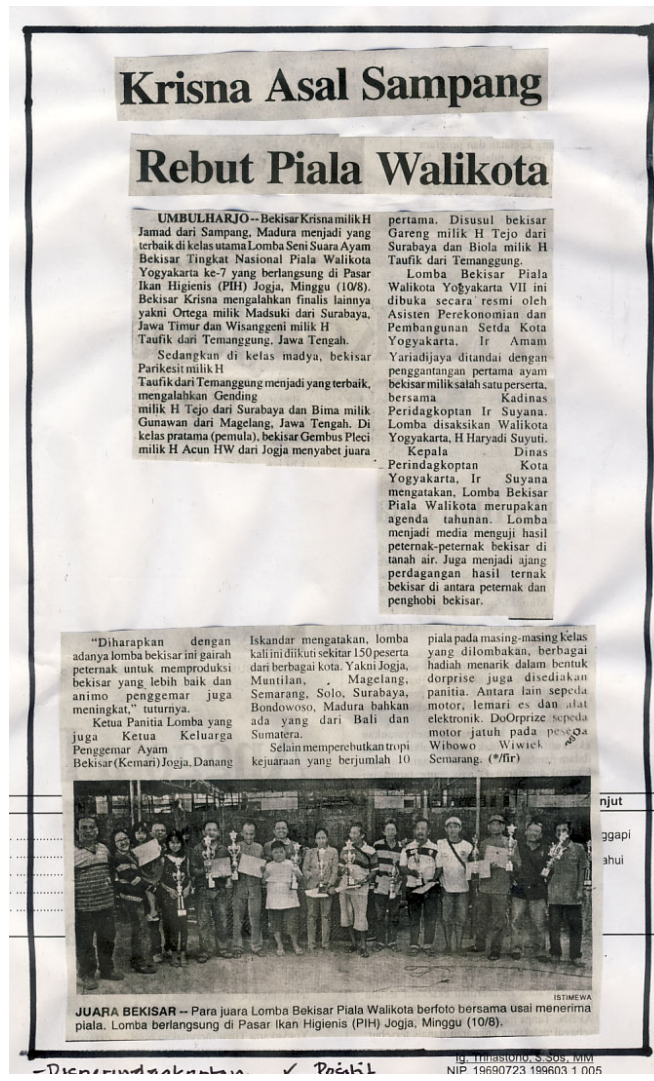 Krisna Asal Sampang
Rebut Piala Walikota
UMBULHARJO -- Bekisar Krisna milik H
Jamad dari Sampang, Madura menjadi yang
terbaik di kelas utama Lomba Seni Suara Ayam
Bekisar Tingkat Nasional Piala Walikota
Yogyakarta ke-7 yang berlangsung di Pasar
Ikan Higienis (PIH) Jogja, Minggu (10/8).
Bekisar Krisna mengalahkan finalis lainnya
yakni Ortega milik Madsuki dari Surabaya,
Jawa Timur dan Wisanggeni milik H
Taufik dari Temanggung, Jawa Tengah.
Sedangkan di kelas madya, bekisar
Parikesit milik H
Taufik dari Temanggung menjadi yang terbaik,
mengalahkan Gending
milik H Tejo dari Surabaya dan Bima milik
Gunawan dari Magelang, Jawa Tengah. Di
kelas pratama (pemula), bekisar Gembus Pleci
milik H Acun HW dari Jogja menyabet juara
pertama. Disusul bekisar
Gareng milik H Tejo dari
Surabaya dan Biola milik H
Taufik dari Temanggung.
Lomba Bekisar Piala
Walikota Yogyakarta VII ini
dibuka secara resmi oleh
Asisten Perekonomian dan
Pembangunan Setda Kota
Yogyakarta, Ir Amam
Yariadijaya ditandai dengan
penggantangan pertama ayam
bekisar milik salah satu perserta,
bersama Kadinas
Peridagkoptan Ir Suyana.
Lomba disaksikan Walikota
Yogyakarta, H Haryadi Suyuti.
Kepala Dinas
Perindagkoptan Kota
Yogyakarta, Ir Suyana
mengatakan, Lomba Bekisar
Piala Walikota merupakan
agenda tahunan. Lomba
menjadi media menguji hasil
peternak-peternak bekisar di
tanah air. Juga menjadi ajang
perdagangan hasil ternak
bekisar di antara peternak dan
penghobi bekisar.
"Diharapkan dengan
adanya lomba bekisar ini gairah
peternak untuk memproduksi
bekisar yang lebih baik dan
animo penggemar juga
meningkat," tuturnya.
Ketua Panitia Lomba yang
juga Ketua Keluarga
Penggemar Ayam
Bekisar (Kemari) Jogja, Danang
Iskandar mengatakan, lomba
kali ini diikuti sekitar 150 peserta
dari berbagai kota. Yakni Jogja,
Muntilan, Magelang,
Semarang, Solo, Surabaya,
Bondowoso, Madura bahkan
ada yang dari Bali dan
Sumatera.
Selain memperebutkan tropi
kejuaraan yang berjumlah 10
piala pada masing-masing kelas
yang dilombakan, berbagai
hadiah menarik dalam bentuk
dorprise juga disediakan
panitia. Antara lain sepeda
motor, lemari es dan alat
elektronik. DoOrprize sepeda
motor jatuh pada peserta
Wibowo Wiwiek
Semarang. (*/fir)
njut
ggapi
ahui
ISTIMEWA
JUARA BEKISAR -- Para juara Lomba Bekisar Piala Walikota berfoto bersama usai menerima
piala. Lomba berlangsung di Pasar Ikan Higienis (PIH) Jogja, Minggu (10/8).
Ig. Trihastono, S.Sos, MM
NIP. 19690723 199603 1 005
- Disperindagkoptan ✓ Positif